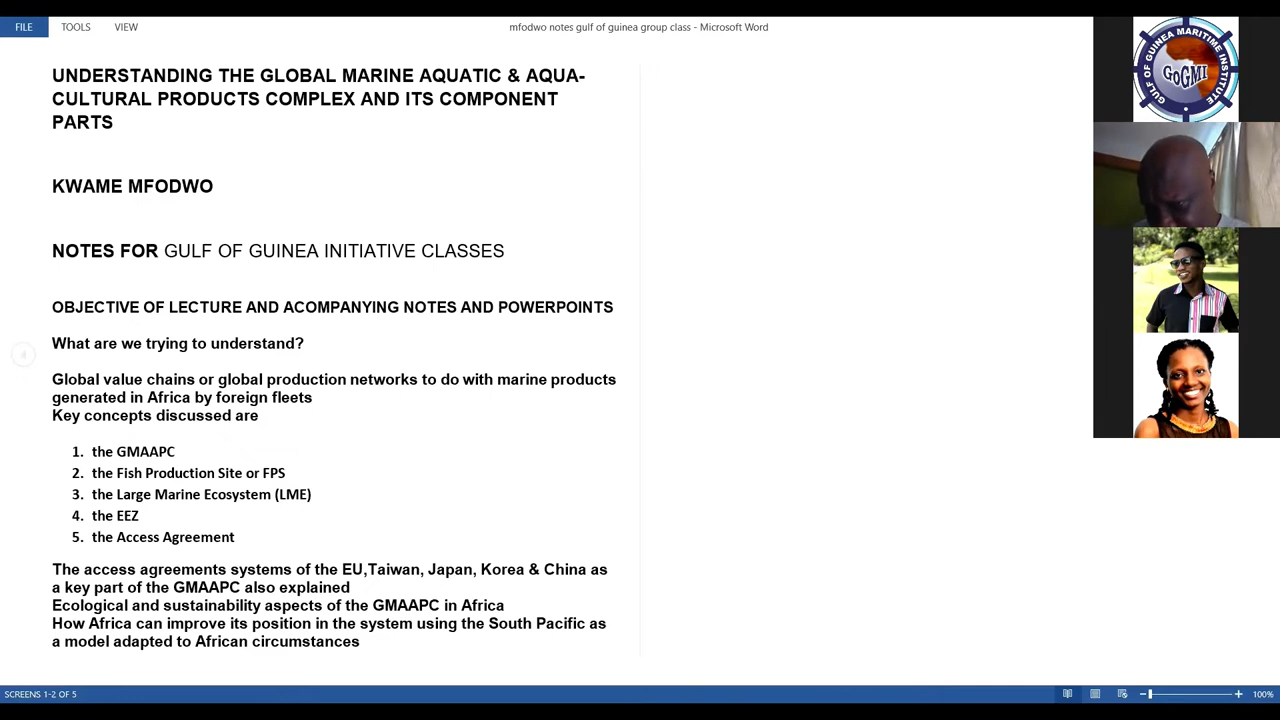 FILE TOOLS VIEW mfodwo notes gulf of guinea group class - Microsoft Word
UNDERSTANDING THE GLOBAL MARINE AQUATIC & AQUA-
CULTURAL PRODUCTS COMPLEX AND ITS COMPONENT
PARTS
KWAME MFODWO
NOTES FOR GULF OF GUINEA INITIATIVE CLASSES
OBJECTIVE OF LECTURE AND ACOMPANYING NOTES AND POWERPOINTS
What are we trying to understand?
Global value chains or global production networks to do with marine products
generated in Africa by foreign fleets
Key concepts discussed are
1. the GMAAPC
2. the Fish Production Site or FPS
3. the Large Marine Ecosystem (LME)
4. the EEZ
5. the Access Agreement
The access agreements systems of the EU,Taiwan, Japan, Korea & China as
a key part of the GMAAPC also explained
Ecological and sustainability aspects of the GMAAPC in Africa
How Africa can improve its position in the system using the South Pacific as
a model adapted to African circumstances
SCREENS 1-2 OF 5
100%
GULF OF GUINEA MARITIME INSTITUTE
GoGMI